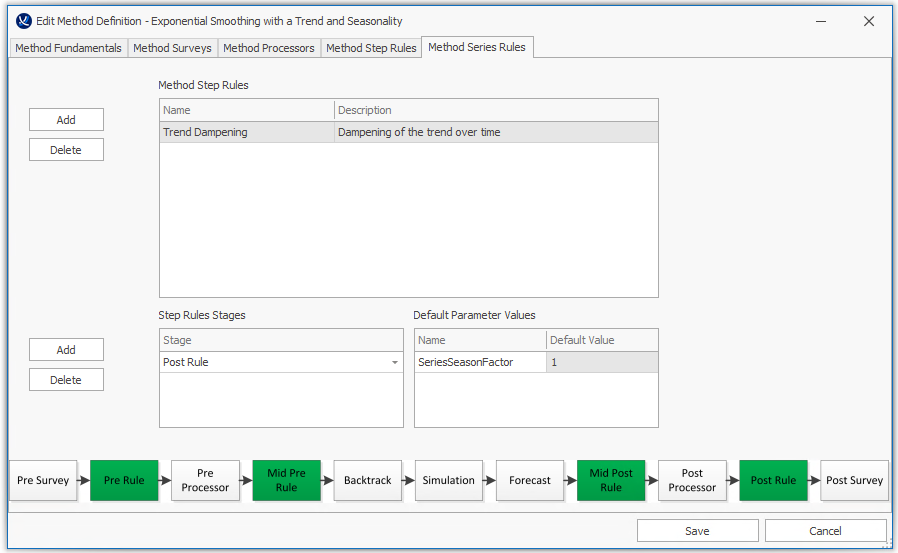 Edit Method Definition - Exponential Smoothing with a Trend and Seasonality
Method Fundamentals Method Surveys Method Processors Method Step Rules Method Series Rules
Method Step Rules
Add
Delete
Name Description
Trend Dampening Dampening of the trend over time
Step Rules Stages
Default Parameter Values
Add
Delete
Stage
Post Rule
Name Default Value
SeriesSeasonFactor 1
Pre Survey
Pre Rule
Pre
Processor
Mid Pre
Rule
Backtrack
Simulation
Forecast
Mid Post
Rule
Post
Processor
Post Rule
Post Survey
Save
Cancel